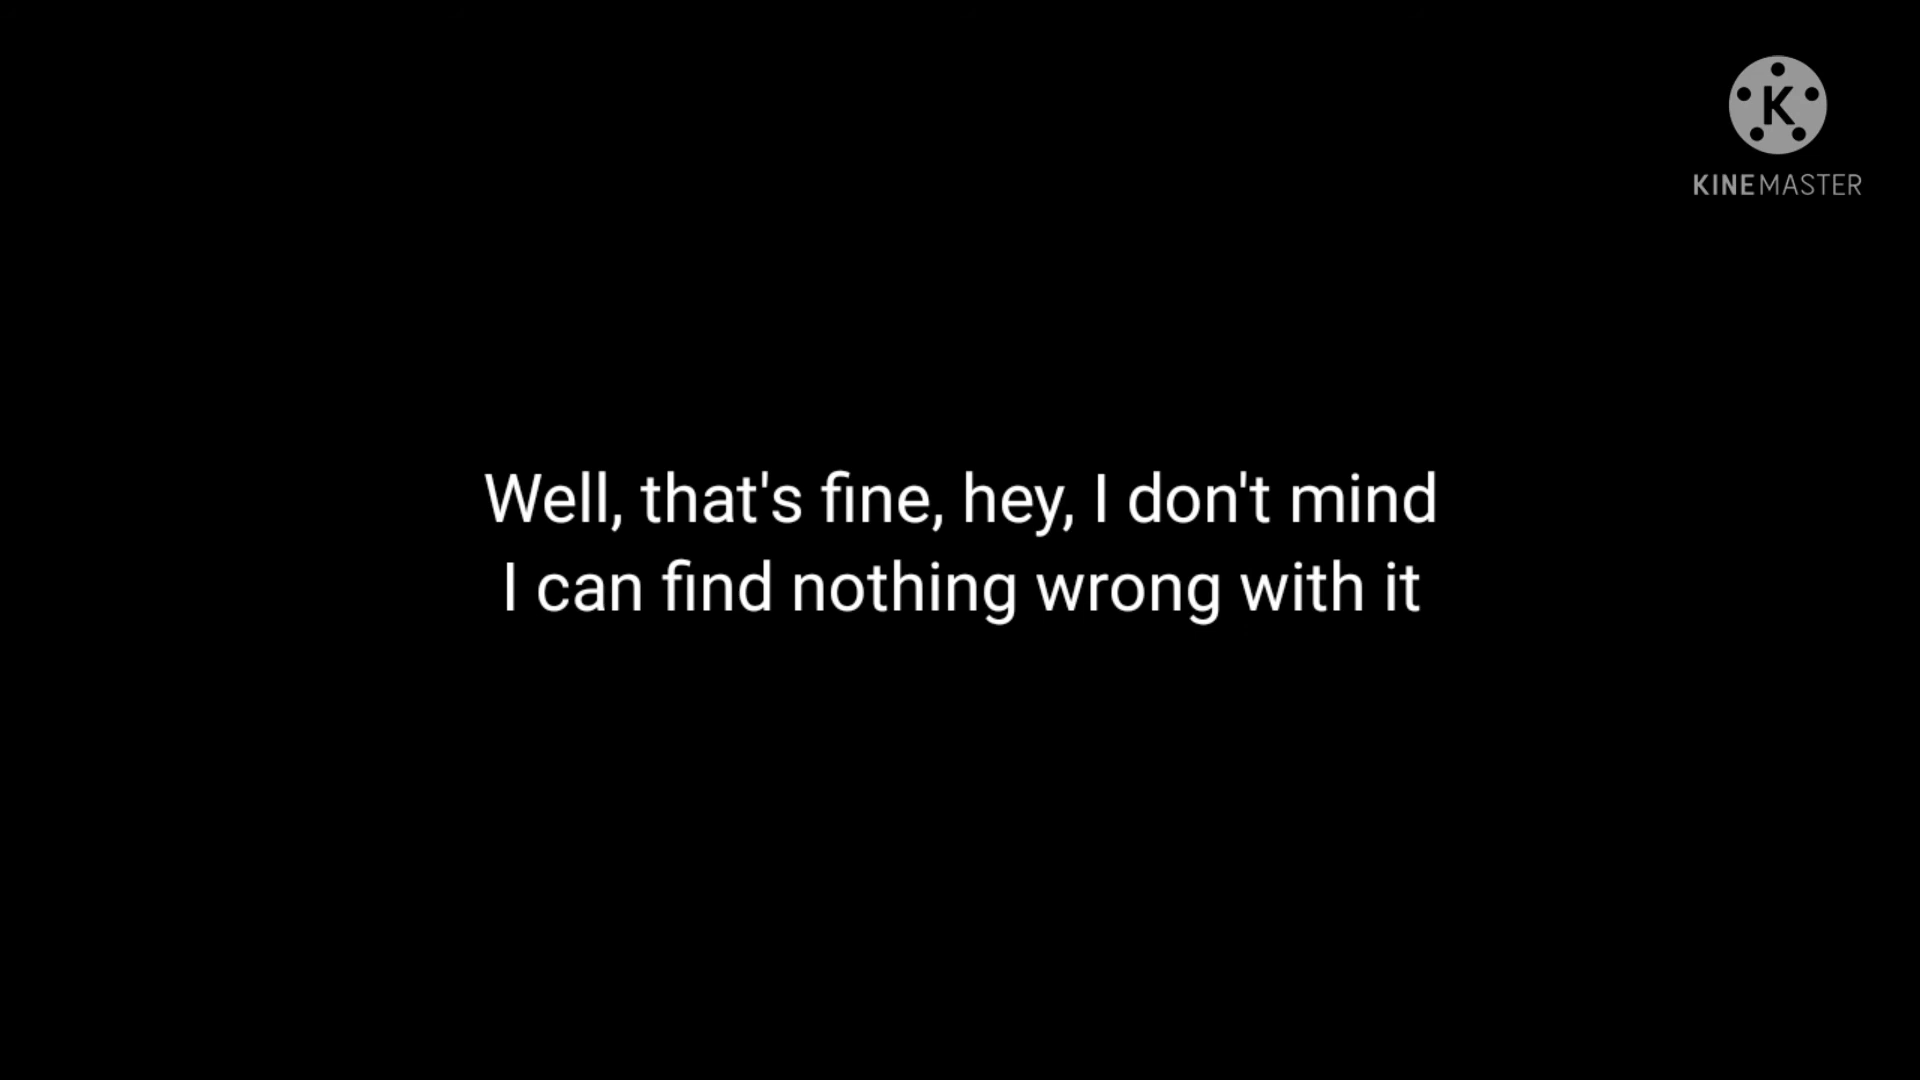 K
KINEMASTER
Well, that's fine, hey, I don't mind
I can find nothing wrong with it